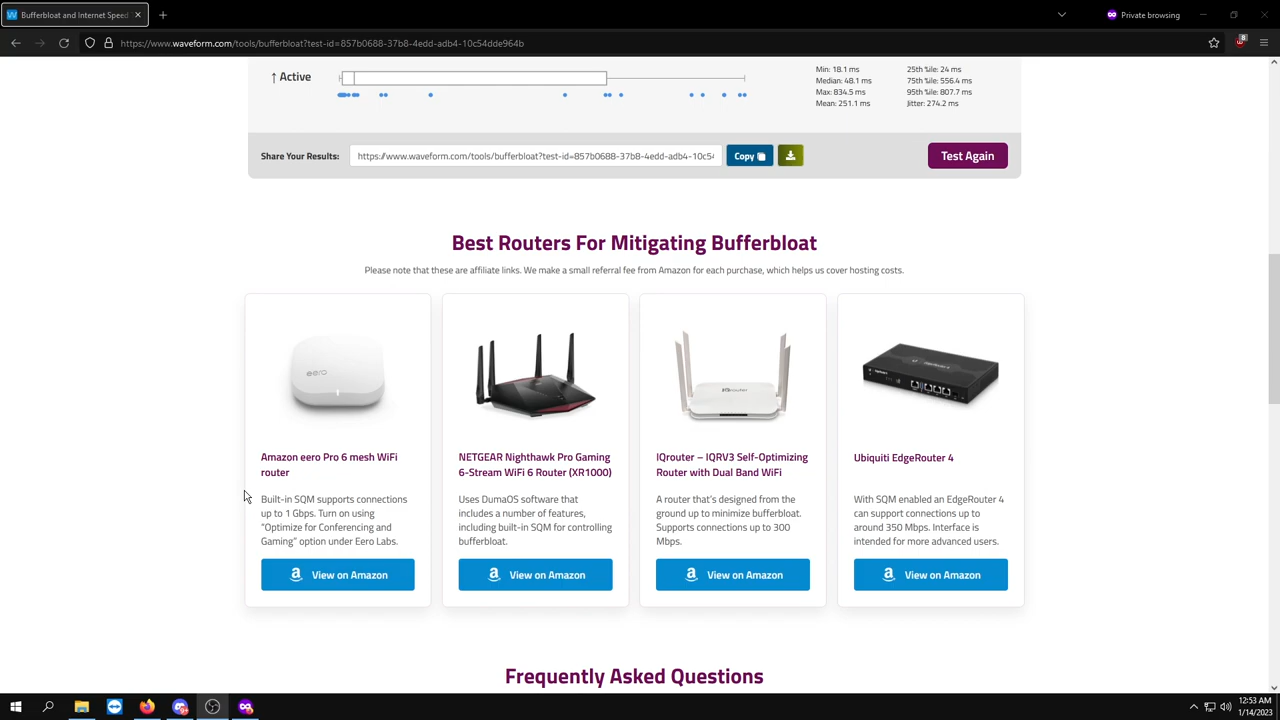 Bufferbloat and Internet Speed
Private browsing
https://www.waveform.com/tools/bufferbloat?test-id=857b0688-37b8-4edd-adb4-10c54dde964b
8
↑ Active
Min: 18.1 ms
Median: 48.1 ms
Max: 834.5 ms
Mean: 251.1 ms
25th %ile: 24 ms
75th %ile: 556.4 ms
95th %ile: 807.7 ms
Jitter: 274.2 ms
Share Your Results:
https://www.waveform.com/tools/bufferbloat?test-id=857b0688-37b8-4edd-adb4-10c54
Copy
Test Again
Best Routers For Mitigating Bufferbloat
Please note that these are affiliate links. We make a small referral fee from Amazon for each purchase, which helps us cover hosting costs.
eero
Amazon eero Pro 6 mesh WiFi
router
Built-in SQM supports connections
up to 1 Gbps. Turn on using
“Optimize for Conferencing and
Gaming” option under Eero Labs.
View on Amazon
NETGEAR Nighthawk Pro Gaming
6-Stream WiFi 6 Router (XR1000)
Uses DumaOS software that
includes a number of features,
including built-in SQM for controlling
bufferbloat.
View on Amazon
IQrouter
IQrouter – IQRV3 Self-Optimizing
Router with Dual Band WiFi
A router that’s designed from the
ground up to minimize bufferbloat.
Supports connections up to 300
Mbps.
View on Amazon
Ubiquiti EdgeRouter 4
With SQM enabled an EdgeRouter 4
can support connections up to
around 350 Mbps. Interface is
intended for more advanced users.
View on Amazon
Frequently Asked Questions
12:53 AM
1/14/2023